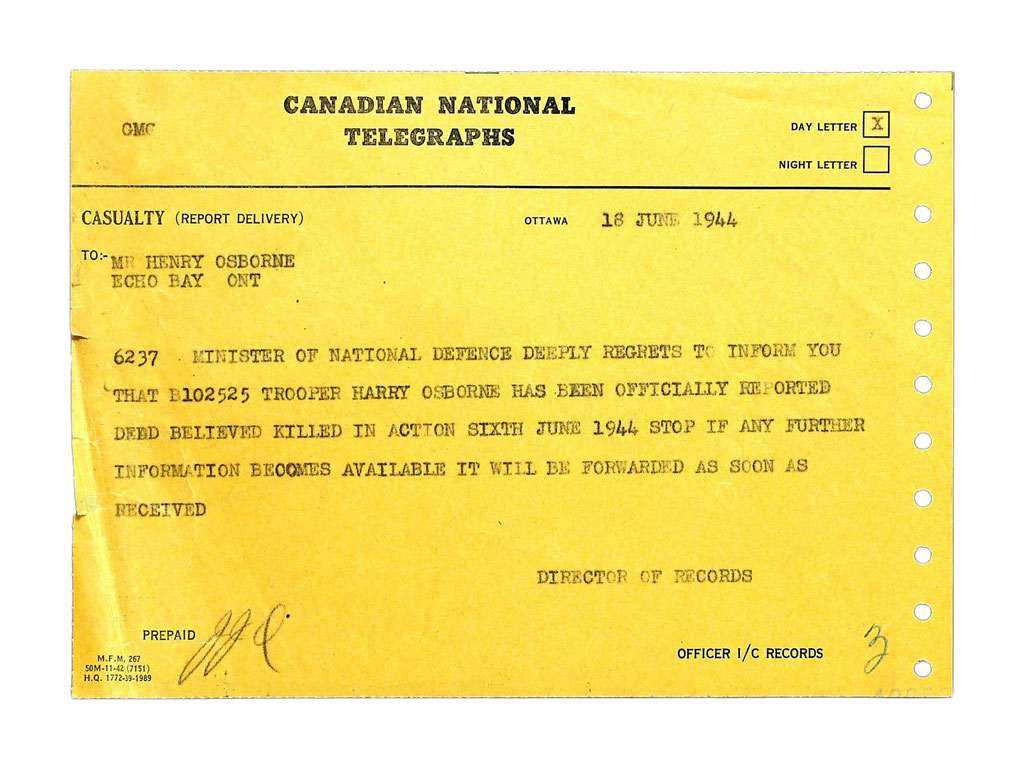 CANADIAN NATIONAL
TELEGRAPHS
GMC
DAY LETTER X
NIGHT LETTER
CASUALTY (REPORT DELIVERY) OTTAWA 18 JUNE 1944
TO:- MR HENRY OSBORNE
ECHO BAY ONT
6237 MINISTER OF NATIONAL DEFENCE DEEPLY REGRETS TO INFORM YOU
THAT B102525 TROOPER HARRY OSBORNE HAS BEEN OFFICIALLY REPORTED
DEED BELIEVED KILLED IN ACTION SIXTH JUNE 1944 STOP IF ANY FURTHER
INFORMATION BECOMES AVAILABLE IT WILL BE FORWARDED AS SOON AS
RECEIVED
DIRECTOR OF RECORDS
PREPAID
OFFICER I/C RECORDS 3
M.F.M. 267
50M-11-42 (7151)
H.Q. 1772-39-1989